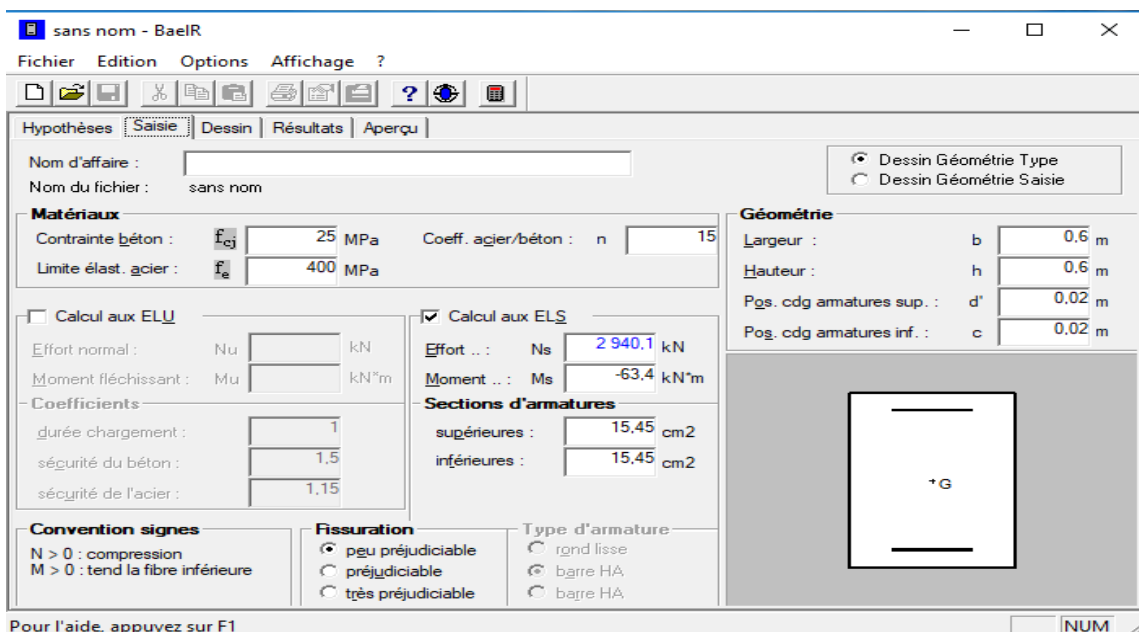 sans nom - BaelR
Fichier Edition Options Affichage ?
Hypothèses Saisie Dessin Résultats Aperçu
Nom d'affaire :
Nom du fichier : sans nom
Dessin Géométrie Type
Dessin Géométrie Saisie
Matériaux
Contrainte béton : fcj 25 MPa Coeff. acier/béton : n 15
Limite élast. acier : fe 400 MPa
Géométrie
Largeur : b 0,6 m
Hauteur : h 0,6 m
Pos. cdg armatures sup. : d' 0,02 m
Pos. cdg armatures inf. : c 0,02 m
Calcul aux ELU
Effort normal : Nu kN
Moment fléchissant : Mu kN*m
Coefficients
durée chargement : 1
sécurité du béton : 1,5
sécurité de l'acier : 1,15
Calcul aux ELS
Effort .. : Ns 2 940,1 kN
Moment .. : Ms -63,4 kN*m
Sections d'armatures
supérieures : 15,45 cm2
inférieures : 15,45 cm2
G
Convention signes
N > 0 : compression
M > 0 : tend la fibre inférieure
Fissuration
peu préjudiciable
préjudiciable
très préjudiciable
Type d'armature
rond lisse
barre HA
barre HA
Pour l'aide, appuyez sur F1 NUM